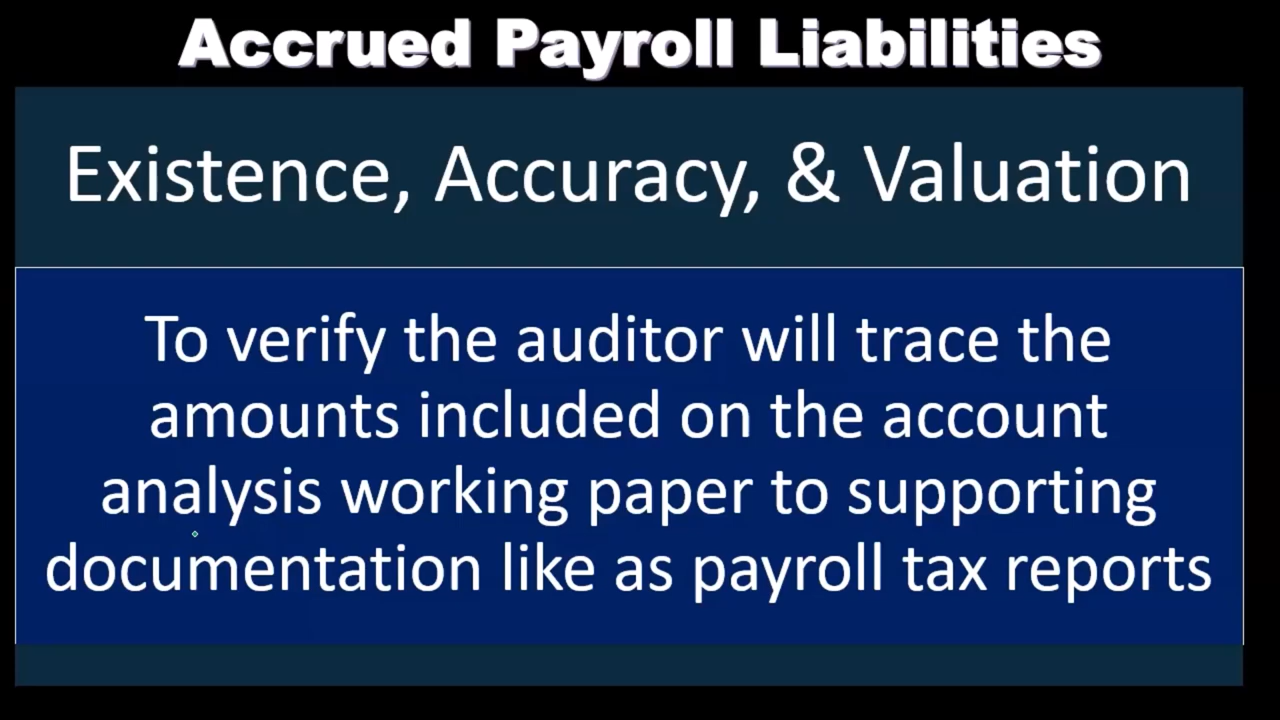 Accrued Payroll Liabilities
Existence, Accuracy, & Valuation
To verify the auditor will trace the
amounts included on the account
analysis working paper to supporting
documentation like as payroll tax reports